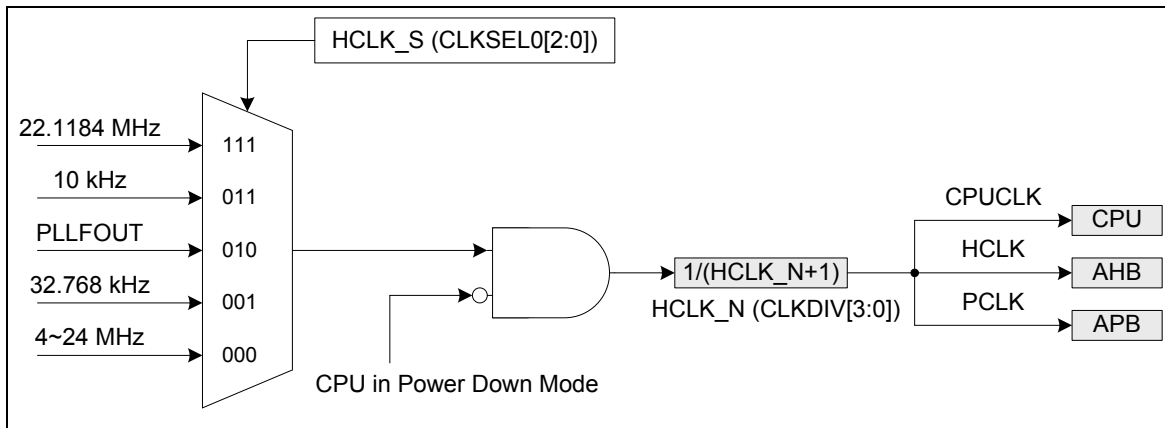 HCLK_S (CLKSEL0[2:0])
22.1184 MHz
111
10 kHz
011
PLLFOUT
010
32.768 kHz
001
4~24 MHz
000
CPU in Power Down Mode
1/(HCLK_N+1)
HCLK_N (CLKDIV[3:0])
CPUCLK
CPU
HCLK
AHB
PCLK
APB